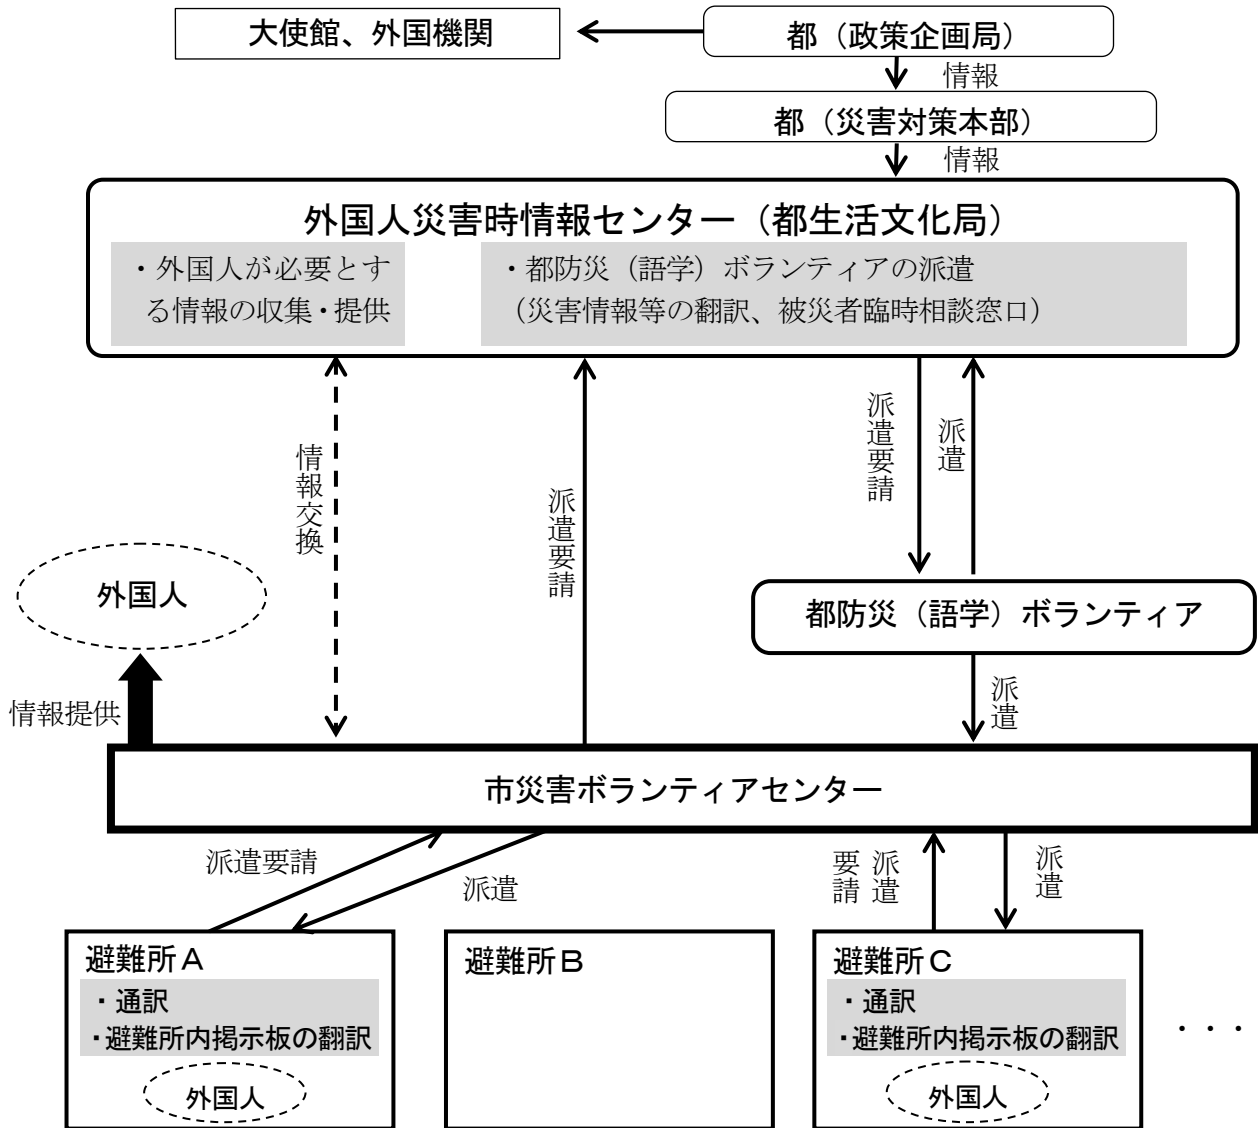 大使館、外国機関
都（政策企画局）
情報
都（災害対策本部）
情報
外国人災害時情報センター（都生活文化局）
・外国人が必要とす
る情報の収集・提供
・都防災（語学）ボランティアの派遣
（災害情報等の翻訳、被災者臨時相談窓口）
派遣要請
派遣
情報交換
派遣要請
外国人
都防災（語学）ボランティア
情報提供
派遣
市災害ボランティアセンター
派遣要請
派遣
派遣
要請
派遣
避難所Ａ
・通訳
・避難所内掲示板の翻訳
外国人
避難所Ｂ
避難所Ｃ
・通訳
・避難所内掲示板の翻訳
外国人
・・・